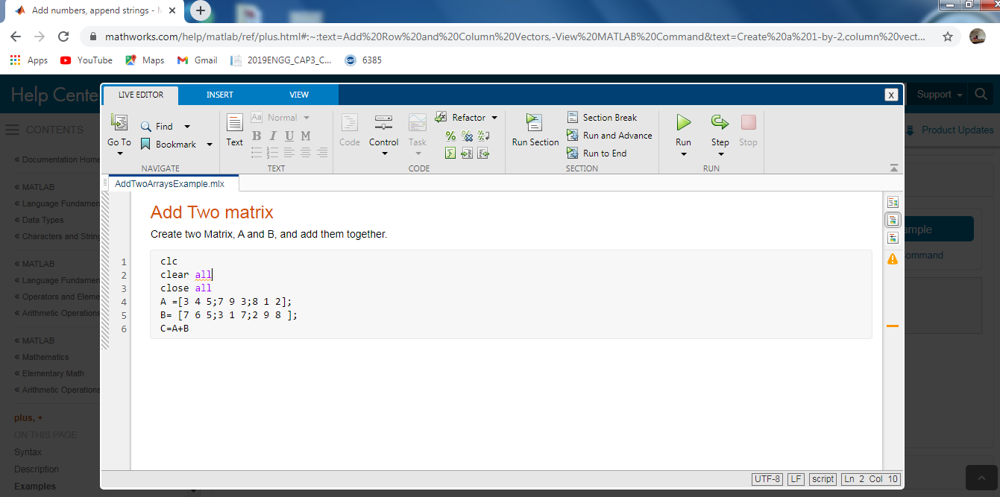 Add numbers, append strings -
mathworks.com/help/matlab/ref/plus.html#:~:text=Add%20Row%20and%20Column%20Vectors,-View%20MATLAB%20Command&text=Create%20a%201-by-2,column%20vect...
Apps YouTube Maps Gmail 2019ENGG_CAP3_C... 6385
Help Cente Support
LIVE EDITOR INSERT VIEW X
CONTENTS Product Updates
Go To Find Bookmark Text Aa Normal B I U M Code Control Task Refactor Run Section Section Break Run and Advance Run to End Run Step Stop
NAVIGATE TEXT CODE SECTION RUN
AddTwoArraysExample.mlx
Add Two matrix
Create two Matrix, A and B, and add them together.
1 clc
2 clear all
3 close all
4 A =[3 4 5;7 9 3;8 1 2];
5 B= [7 6 5;3 1 7;2 9 8 ];
6 C=A+B
« Documentation Home
« MATLAB
« Language Fundamen
« Data Types
« Characters and String
« MATLAB
« Language Fundamen
« Operators and Eleme
« Arithmetic Operations
« MATLAB
« Mathematics
« Elementary Math
« Arithmetic Operations
plus, +
ON THIS PAGE
Syntax
Description
Examples
ample
ommand
UTF-8 LF script Ln 2 Col 10